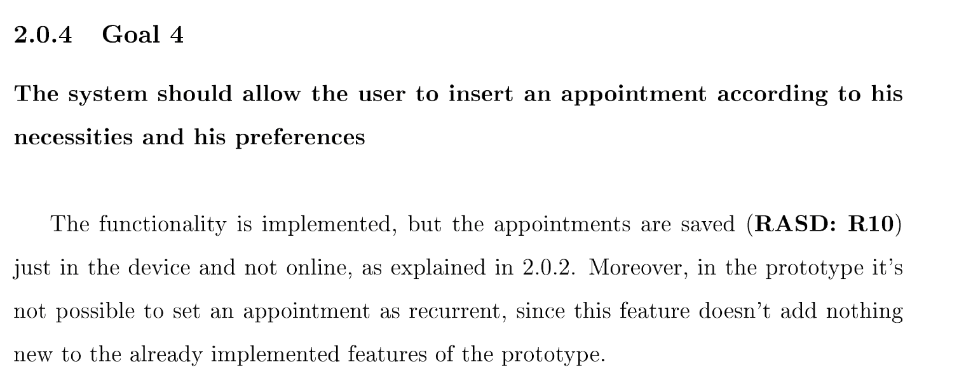 2.0.4 Goal 4
The system should allow the user to insert an appointment according to his
necessities and his preferences
The functionality is implemented, but the appointments are saved (RASD: R10)
just in the device and not online, as explained in 2.0.2. Moreover, in the prototype it's
not possible to set an appointment as recurrent, since this feature doesn't add nothing
new to the already implemented features of the prototype.